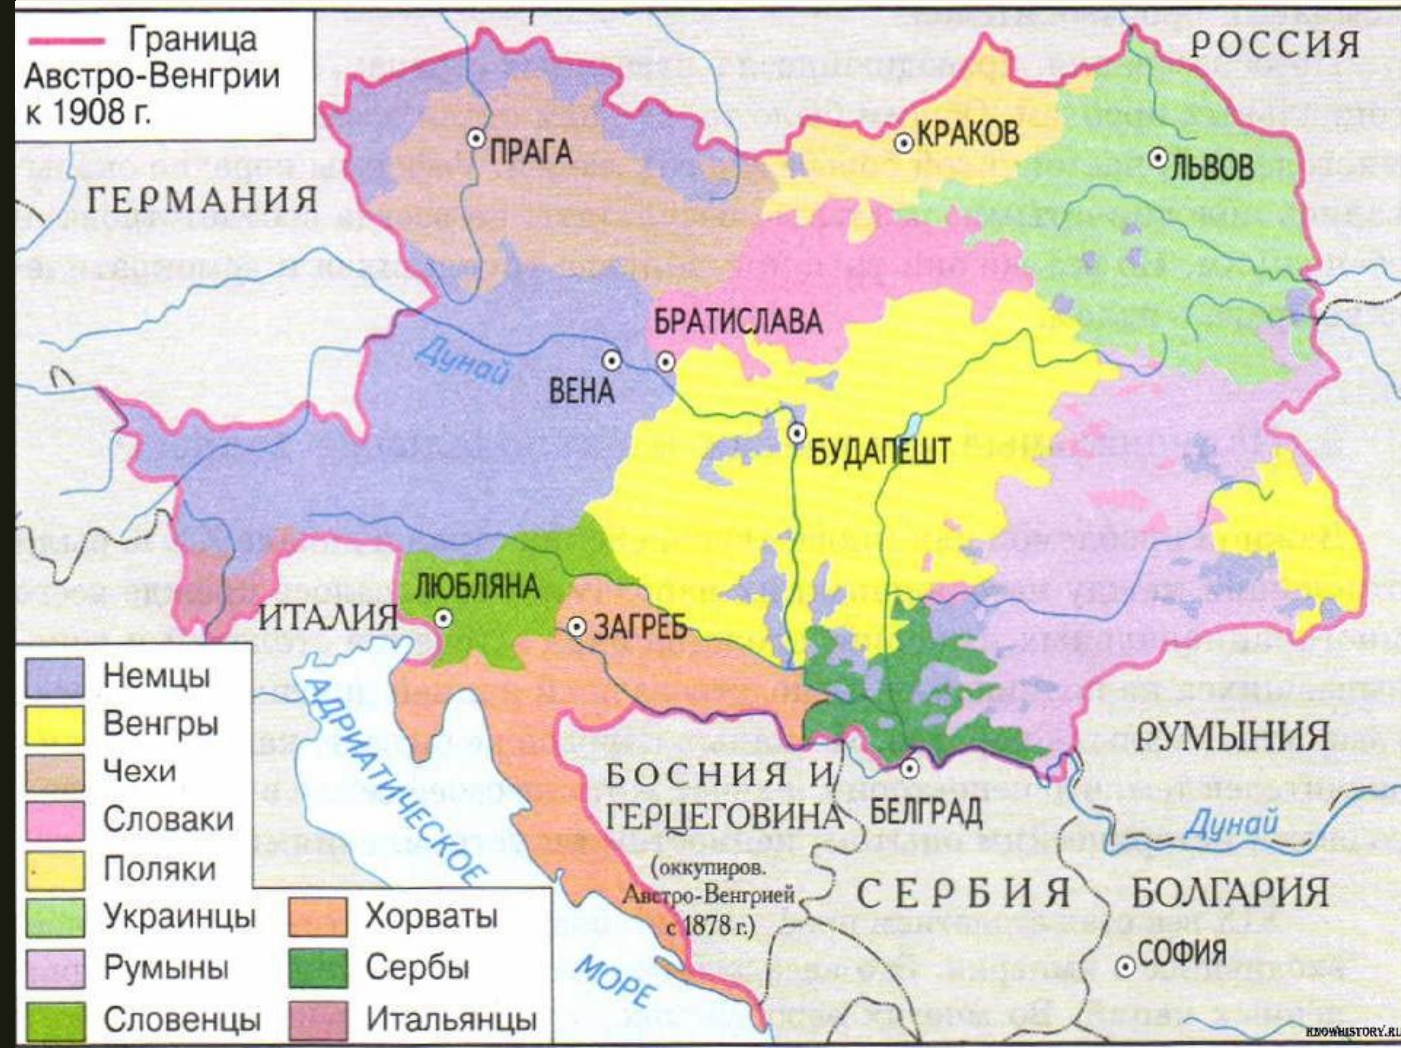 Граница
Австро-Венгрии
к 1908 г.
РОССИЯ
КРАКОВ
ПРАГА
ЛЬВОВ
ГЕРМАНИЯ
БРАТИСЛАВА
Дунай
ВЕНА
БУДАПЕШТ
ЛЮБЛЯНА
ИТАЛИЯ
ЗАГРЕБ
АДРИАТИЧЕСКОЕ
МОРЕ
РУМЫНИЯ
БОСНИЯ И
ГЕРЦЕГОВИНА
(оккупиров.
Австро-Венгрией
с 1878 г.)
БЕЛГРАД
Дунай
СЕРБИЯ
БОЛГАРИЯ
СОФИЯ
Немцы
Венгры
Чехи
Словаки
Поляки
Украинцы
Румыны
Словенцы
Хорваты
Сербы
Итальянцы
KNOWHISTORY.RU